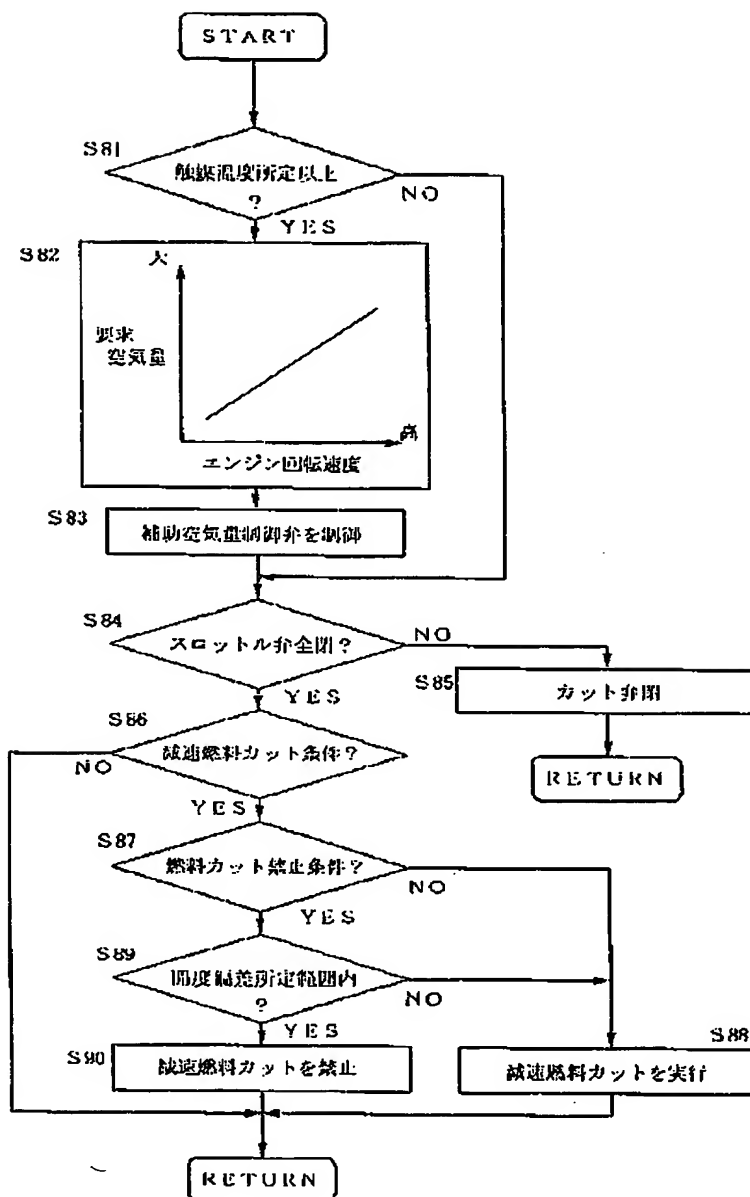 START
S81
触媒温度所定以上
?
NO
YES
S82
大
要求
空気量
高
エンジン回転速度
S83
補助空気量制御弁を制御
S84
スロットル弁全閉?
NO
YES
S85
カット弁閉
RETURN
S86
減速燃料カット条件?
NO
YES
S87
燃料カット禁止条件?
NO
YES
S89
開度偏差所定範囲内
?
NO
YES
S90
減速燃料カットを禁止
S88
減速燃料カットを実行
RETURN